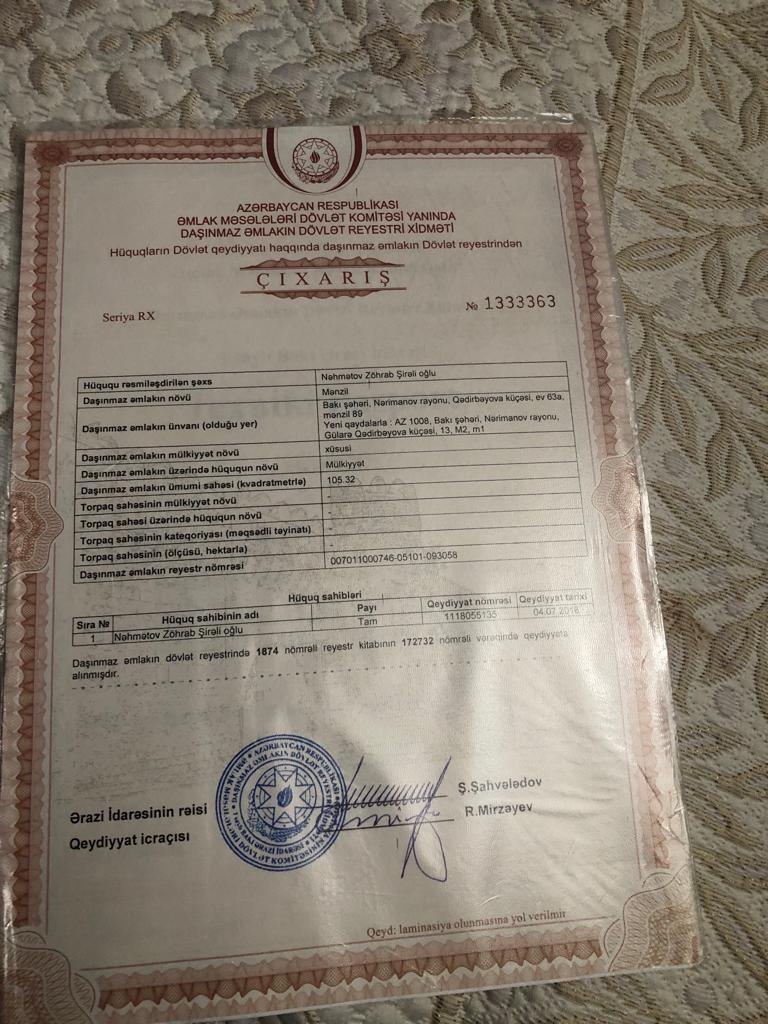 AZƏRBAYCAN RESPUBLİKASI
ƏMLAK MƏSƏLƏLƏRİ DÖVLƏT KOMİTƏSİ YANINDA
DAŞINMAZ ƏMLAKIN DÖVLƏT REYESTRİ XİDMƏTİ
Hüquqların Dövlət qeydiyyatı haqqında daşınmaz əmlakın Dövlət reyestrindən
ÇIXARIŞ
Seriya RX
№ 1333363
Hüququ rəsmiləşdirilən şəxs Nəhmətov Zöhrab Şirəli oğlu
Daşınmaz əmlakın növü Mənzil
Daşınmaz əmlakın ünvanı (olduğu yer) Bakı şəhəri, Nərimanov rayonu, Qədirbəyova küçəsi, ev 63a,
mənzil 89
Yeni qaydalarla : AZ 1008, Bakı şəhəri, Nərimanov rayonu,
Gülarə Qədirbəyova küçəsi, 13, M2, m1
Daşınmaz əmlakın mülkiyyət növü xüsusi
Daşınmaz əmlakın üzərində hüququn növü Mülkiyyət
Daşınmaz əmlakın ümumi sahəsi (kvadratmetrlə) 105.32
Torpaq sahəsinin mülkiyyət növü -
Torpaq sahəsi üzərində hüququn növü -
Torpaq sahəsinin kateqoriyası (məqsədli təyinatı) -
Torpaq sahəsinin (ölçüsü, hektarla) -
Daşınmaz əmlakın reyestr nömrəsi 007011000746-05101-093058
Hüquq sahibləri
Sıra № Hüquq sahibinin adı Payı Qeydiyyat nömrəsi Qeydiyyat tarixi
1 Nəhmətov Zöhrab Şirəli oğlu Tam 1118055135 04.07.2018
Daşınmaz əmlakın dövlət reyestrində 1874 nömrəli reyestr kitabının 172732 nömrəli vərəqində qeydiyyata
alınmışdır.
Ərazi İdarəsinin rəisi Ş.Şahvələdov
Qeydiyyat icraçısı R.Mirzəyev
Qeyd: laminasiya olunmasına yol verilmir